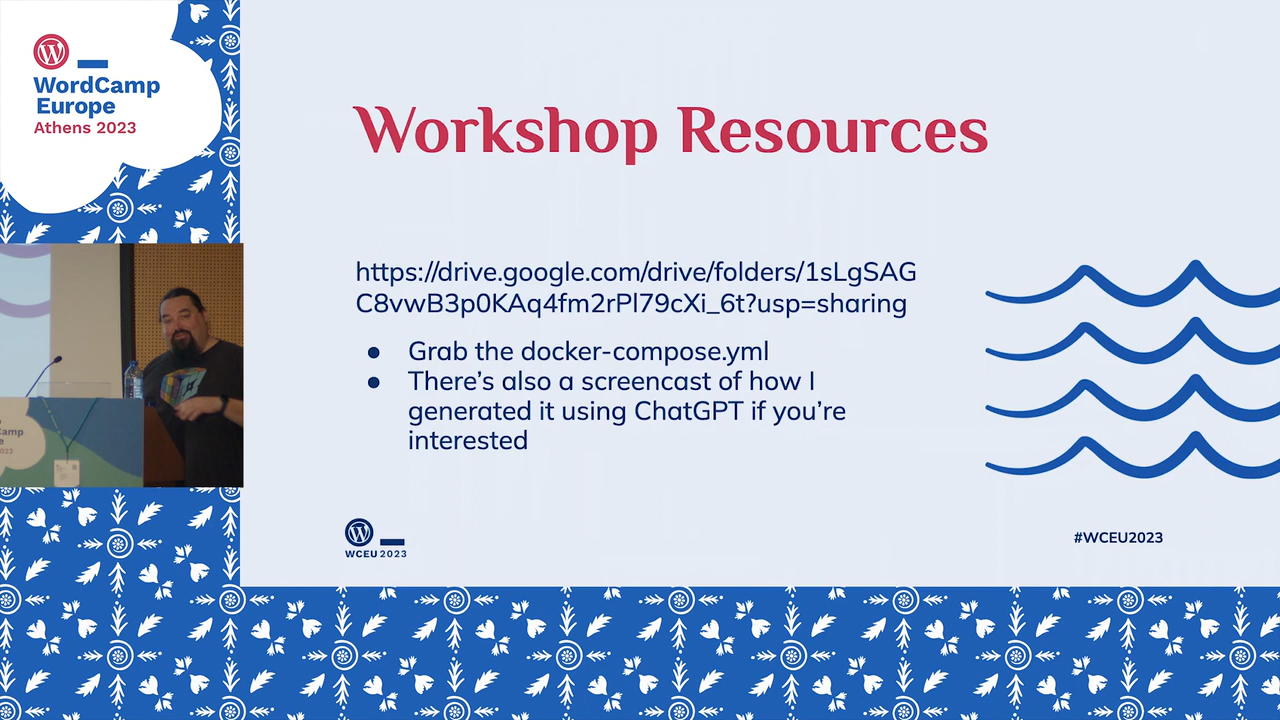 WordCamp
Europe
Athens 2023
Workshop Resources
https://drive.google.com/drive/folders/1sLgSAG
C8vwB3p0KAq4fm2rPl79cXi_6t?usp=sharing
● Grab the docker-compose.yml
● There's also a screencast of how I
generated it using ChatGPT if you're
interested
WCEU 2023
#WCEU2023